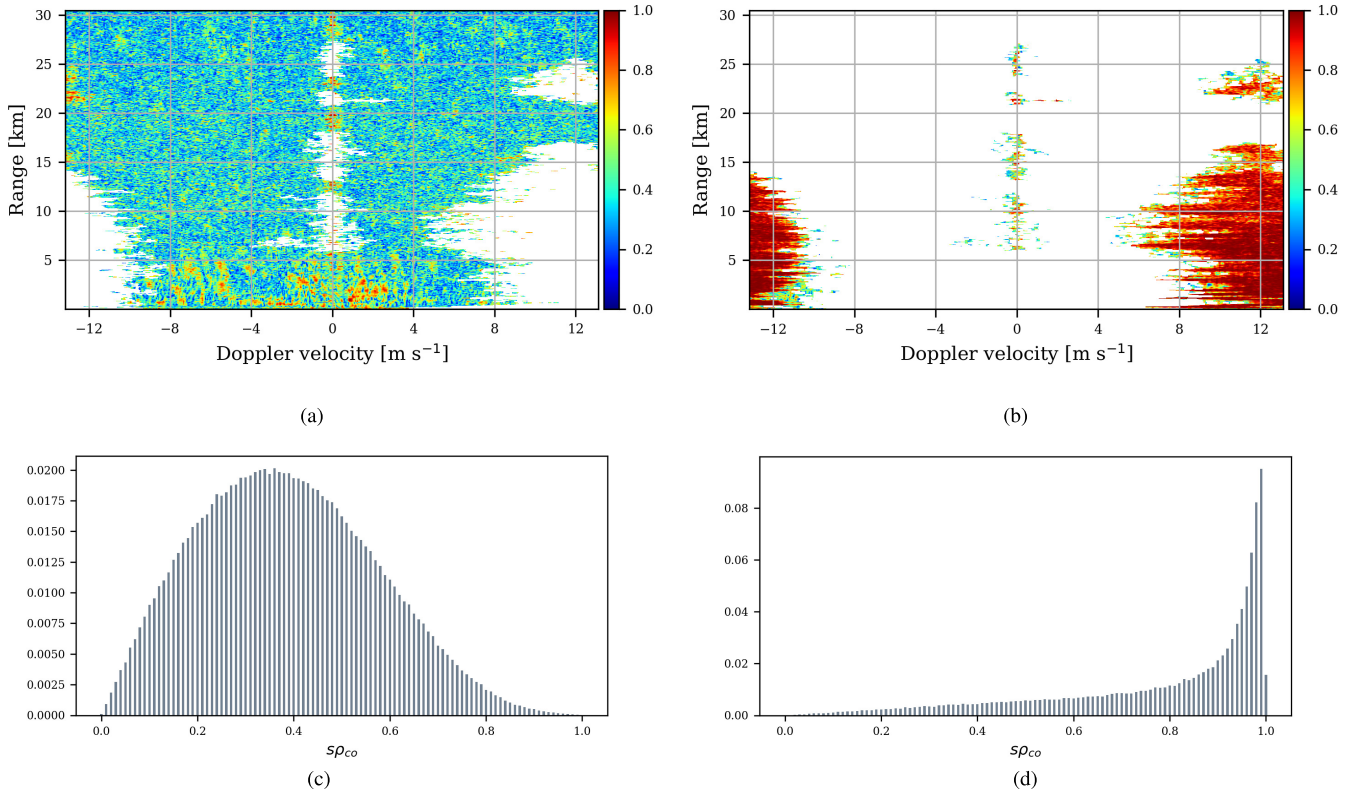 30
25
20
15
10
5
Range [km]
−12 −8 −4 0 4 8 12
Doppler velocity [m s⁻¹]
1.0
0.8
0.6
0.4
0.2
0.0
(a)
30
25
20
15
10
5
Range [km]
−12 −8 −4 0 4 8 12
Doppler velocity [m s⁻¹]
1.0
0.8
0.6
0.4
0.2
0.0
(b)
0.0200
0.0175
0.0150
0.0125
0.0100
0.0075
0.0050
0.0025
0.0000
0.0 0.2 0.4 0.6 0.8 1.0
sρco
(c)
0.08
0.06
0.04
0.02
0.00
0.0 0.2 0.4 0.6 0.8 1.0
sρco
(d)